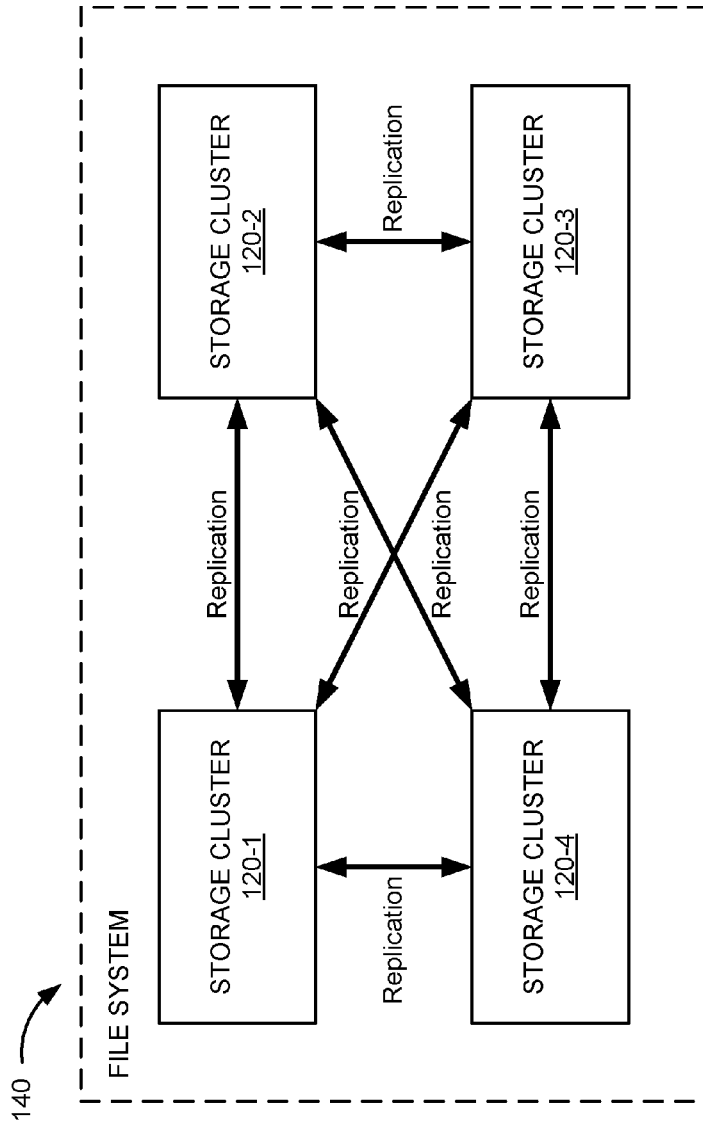 140
FILE SYSTEM
STORAGE CLUSTER
120-1
Replication
STORAGE CLUSTER
120-2
Replication
Replication
Replication
Replication
Replication
STORAGE CLUSTER
120-4
STORAGE CLUSTER
120-3